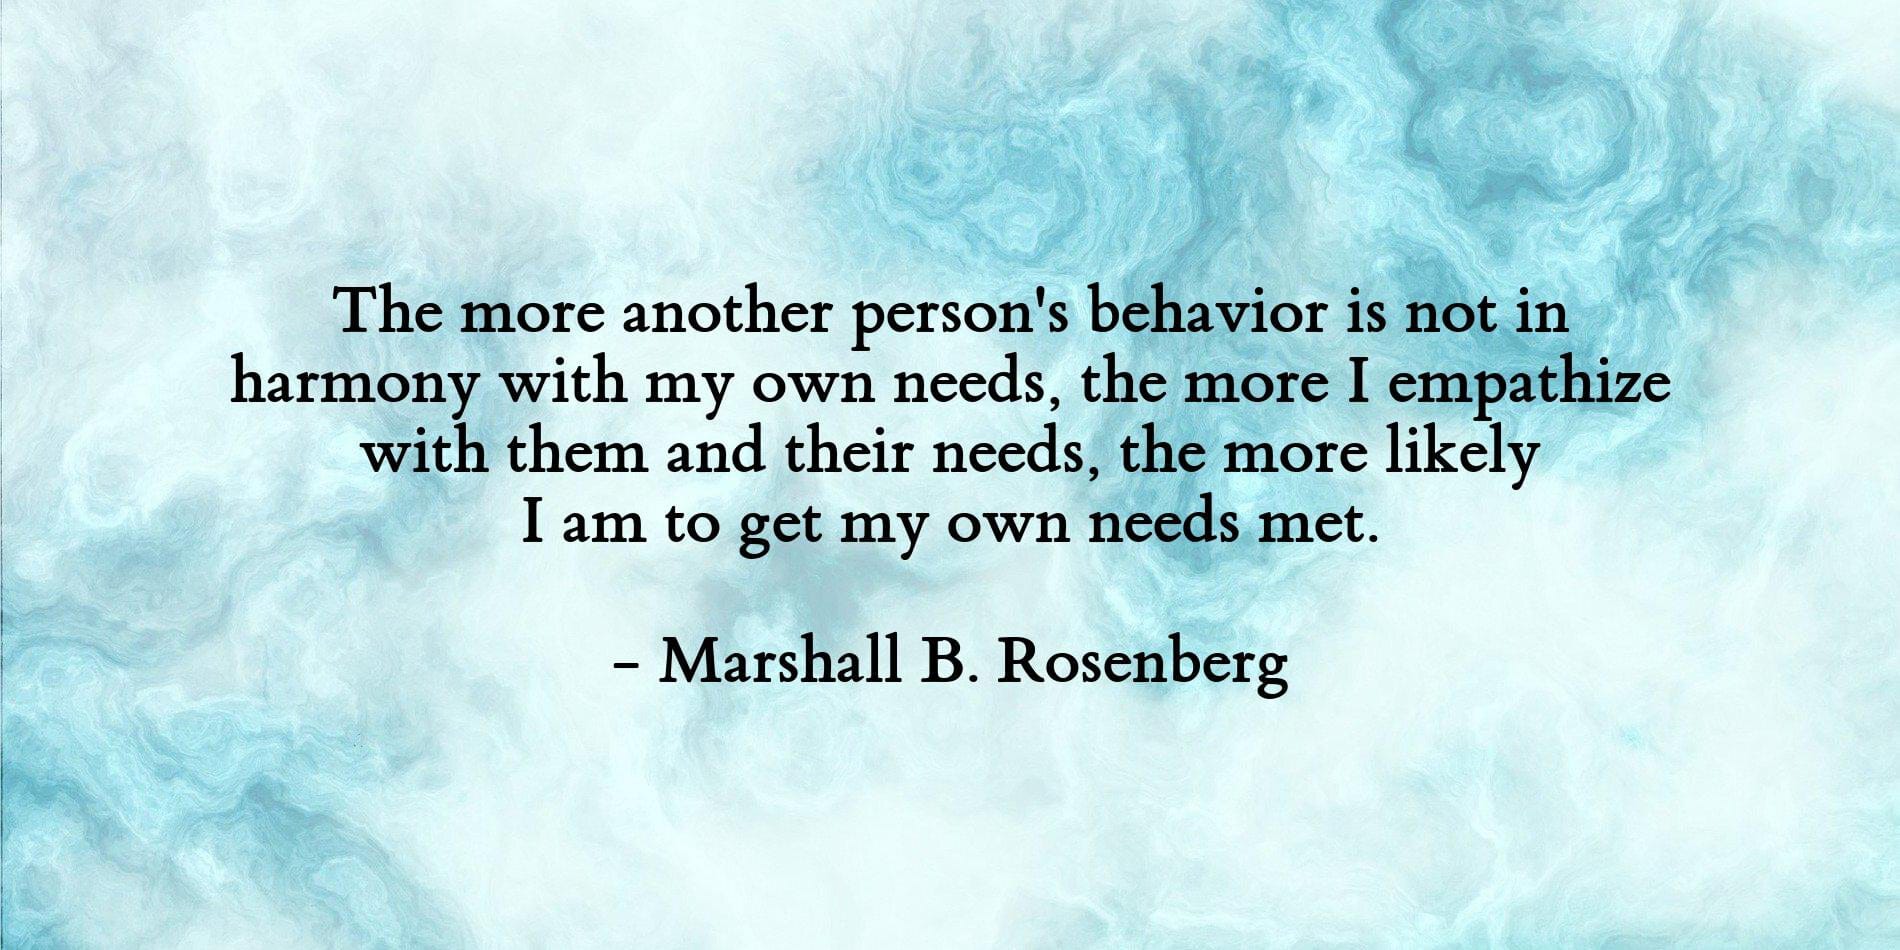 The more another person's behavior is not in
harmony with my own needs, the more I empathize
with them and their needs, the more likely
I am to get my own needs met.
– Marshall B. Rosenberg